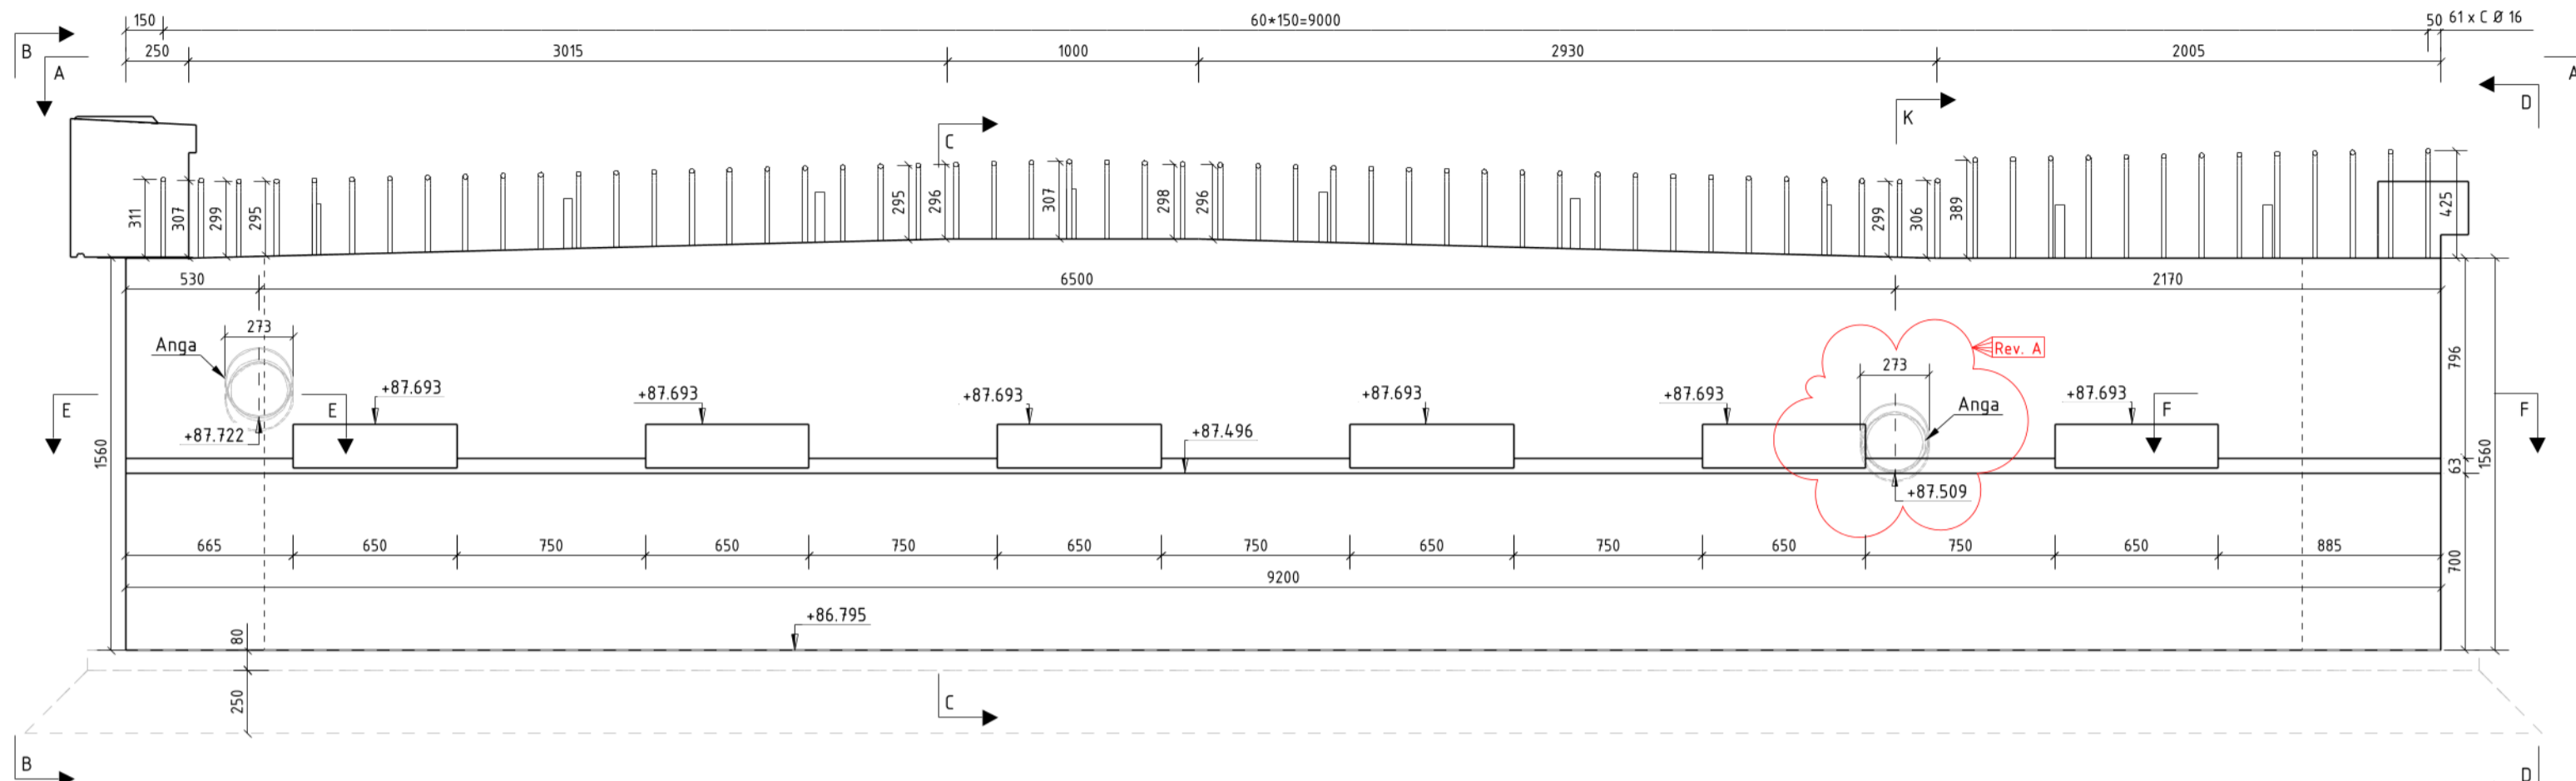 150 60*150=9000 50 61 x C Ø 16
B
250 3015 1000 2930 2005
A A
D
K
C
311 307 299 295 295 296 307 298 296 299 306 389 425
530 6500 2170
273
Anga
Rev. A
796
273
+87.693 +87.693 +87.693 +87.693 +87.693 +87.693
E E Anga F F
+87.722 +87.496
1560 63 1560
+87.509
665 650 750 650 750 650 750 650 750 650 750 650 885
700
9200
+86.795
80
250
C
B D